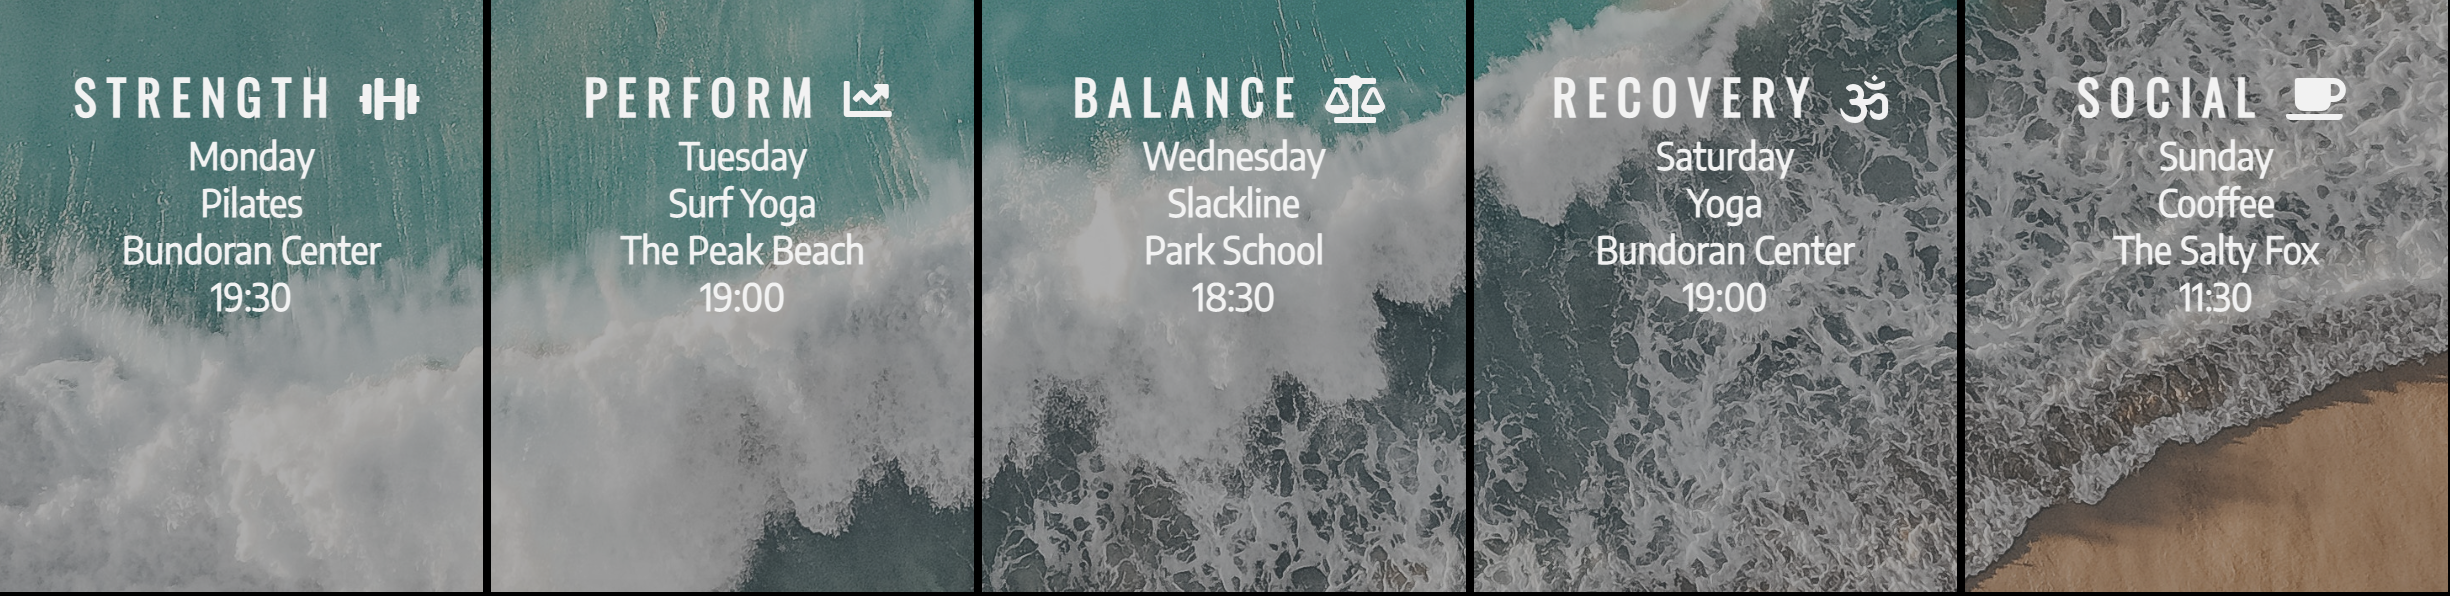 STRENGTH
Monday
Pilates
Bundoran Center
19:30
PERFORM
Tuesday
Surf Yoga
The Peak Beach
19:00
BALANCE
Wednesday
Slackline
Park School
18:30
RECOVERY ॐ
Saturday
Yoga
Bundoran Center
19:00
SOCIAL
Sunday
Cooffee
The Salty Fox
11:30